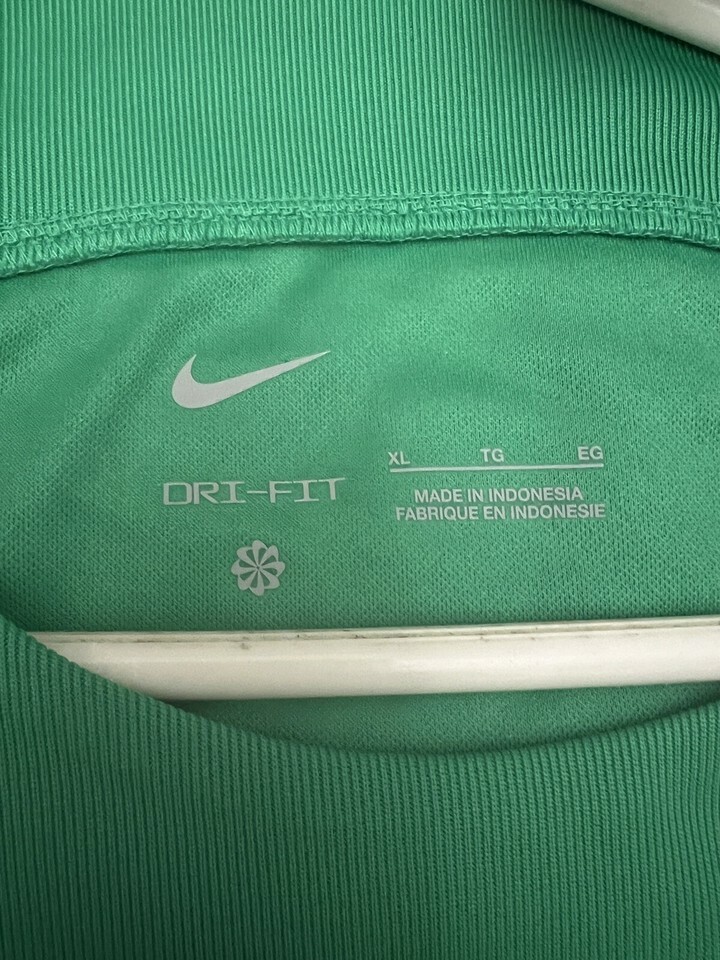 DRI-FIT
XL TG EG
MADE IN INDONESIA
FABRIQUE EN INDONESIE